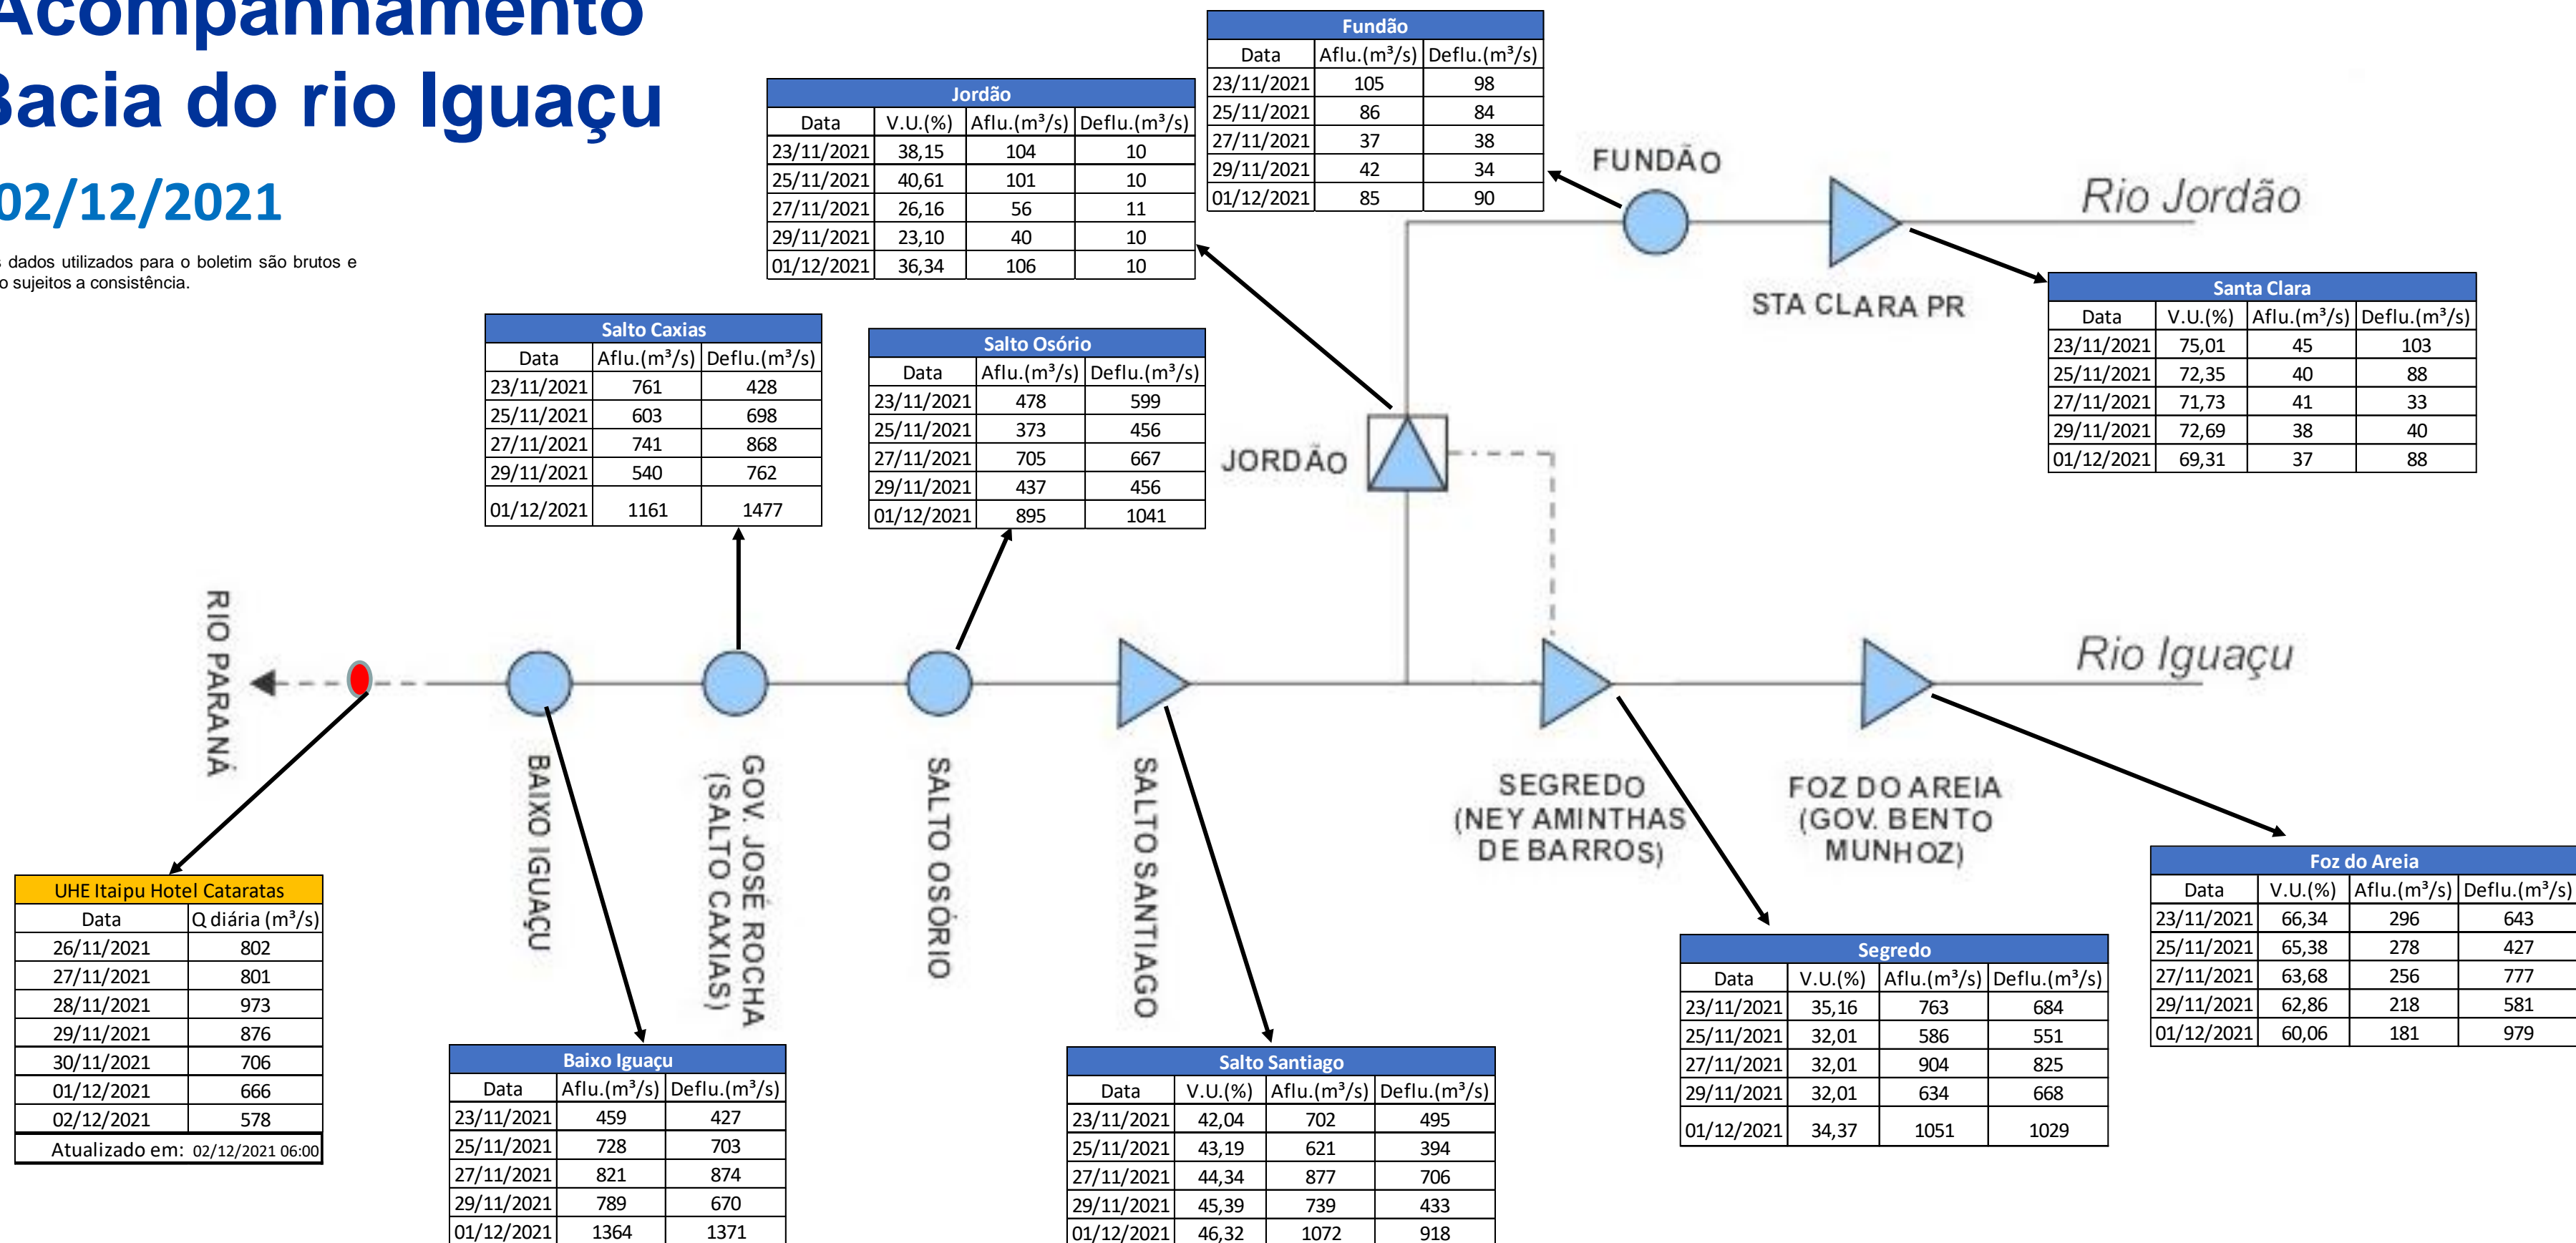 Acompanhamento
Bacia do rio Iguaçu
02/12/2021
dados utilizados para o boletim são brutos e
sujeitos a consistência.
Fundão
Data Aflu.(m³/s) Deflu.(m³/s)
23/11/2021 105 98
25/11/2021 86 84
27/11/2021 37 38
29/11/2021 42 34
01/12/2021 85 90
Jordão
Data V.U.(%) Aflu.(m³/s) Deflu.(m³/s)
23/11/2021 38,15 104 10
25/11/2021 40,61 101 10
27/11/2021 26,16 56 11
29/11/2021 23,10 40 10
01/12/2021 36,34 106 10
FUNDÃO
Rio Jordão
STA CLARA PR
Santa Clara
Data V.U.(%) Aflu.(m³/s) Deflu.(m³/s)
23/11/2021 75,01 45 103
25/11/2021 72,35 40 88
27/11/2021 71,73 41 33
29/11/2021 72,69 38 40
01/12/2021 69,31 37 88
Salto Caxias
Data Aflu.(m³/s) Deflu.(m³/s)
23/11/2021 761 428
25/11/2021 603 698
27/11/2021 741 868
29/11/2021 540 762
01/12/2021 1161 1477
Salto Osório
Data Aflu.(m³/s) Deflu.(m³/s)
23/11/2021 478 599
25/11/2021 373 456
27/11/2021 705 667
29/11/2021 437 456
01/12/2021 895 1041
JORDÃO
RIO PARANÁ
Rio Iguaçu
BAIXO IGUAÇU
GOV. JOSÉ ROCHA
(SALTO CAXIAS)
SALTO OSÓRIO
SALTO SANTIAGO
SEGREDO
(NEY AMINTHAS
DE BARROS)
FOZ DO AREIA
(GOV. BENTO
MUNHOZ)
UHE Itaipu Hotel Cataratas
Data Q diária (m³/s)
26/11/2021 802
27/11/2021 801
28/11/2021 973
29/11/2021 876
30/11/2021 706
01/12/2021 666
02/12/2021 578
Atualizado em: 02/12/2021 06:00
Baixo Iguaçu
Data Aflu.(m³/s) Deflu.(m³/s)
23/11/2021 459 427
25/11/2021 728 703
27/11/2021 821 874
29/11/2021 789 670
01/12/2021 1364 1371
Salto Santiago
Data V.U.(%) Aflu.(m³/s) Deflu.(m³/s)
23/11/2021 42,04 702 495
25/11/2021 43,19 621 394
27/11/2021 44,34 877 706
29/11/2021 45,39 739 433
01/12/2021 46,32 1072 918
Segredo
Data V.U.(%) Aflu.(m³/s) Deflu.(m³/s)
23/11/2021 35,16 763 684
25/11/2021 32,01 586 551
27/11/2021 32,01 904 825
29/11/2021 32,01 634 668
01/12/2021 34,37 1051 1029
Foz do Areia
Data V.U.(%) Aflu.(m³/s) Deflu.(m³/s)
23/11/2021 66,34 296 643
25/11/2021 65,38 278 427
27/11/2021 63,68 256 777
29/11/2021 62,86 218 581
01/12/2021 60,06 181 979